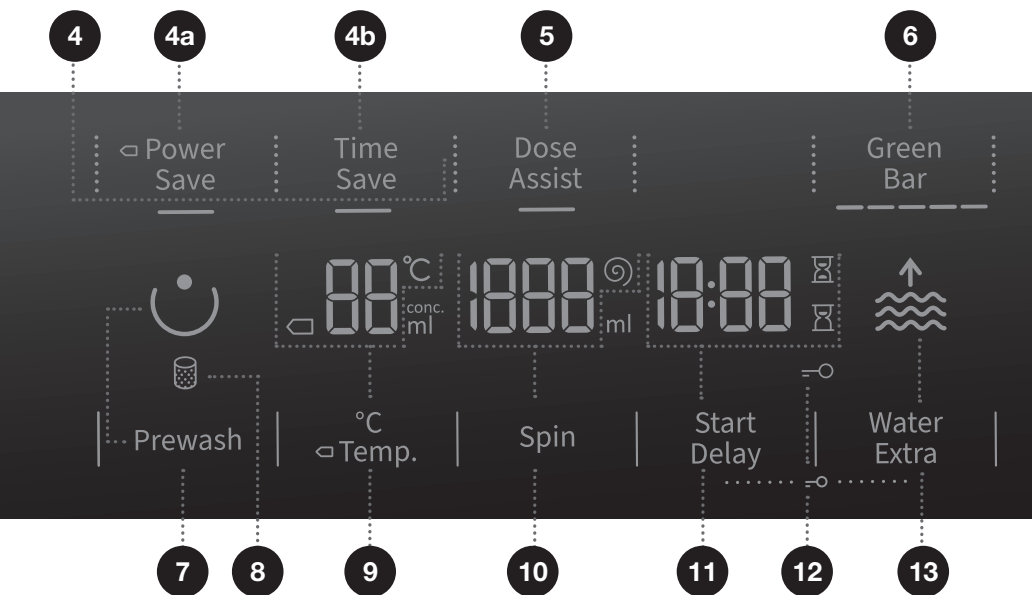 4
4a
4b
5
6
Power
Save
Time
Save
Dose
Assist
Green
Bar
88
°C
conc.
ml
1888
ml
18:88
Prewash
°C
Temp.
Spin
Start
Delay
Water
Extra
7
8
9
10
11
12
13